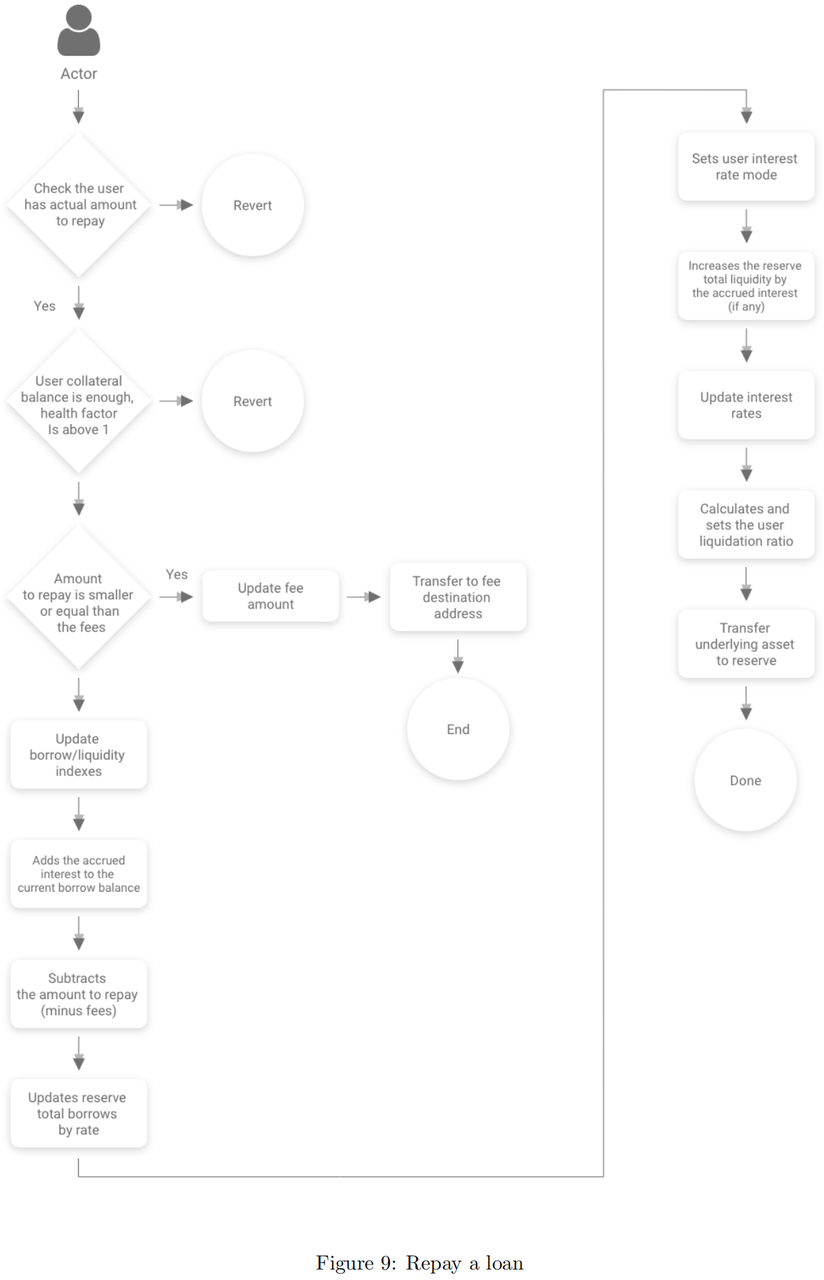 Actor
Check the user
has actual amount
to repay
Revert
Yes
User collateral
balance is enough,
health factor
Is above 1
Revert
Amount
to repay is smaller
or equal than
the fees
Yes
Update fee
amount
Transfer to fee
destination
address
End
Update
borrow/liquidity
indexes
Adds the accrued
interest to the
current borrow balance
Subtracts
the amount to repay
(minus fees)
Updates reserve
total borrows
by rate
Sets user interest
rate mode
Increases the reserve
total liquidity by
the accrued interest
(if any)
Update interest
rates
Calculates and
sets the user
liquidation ratio
Transfer
underlying asset
to reserve
Done
Figure 9: Repay a loan